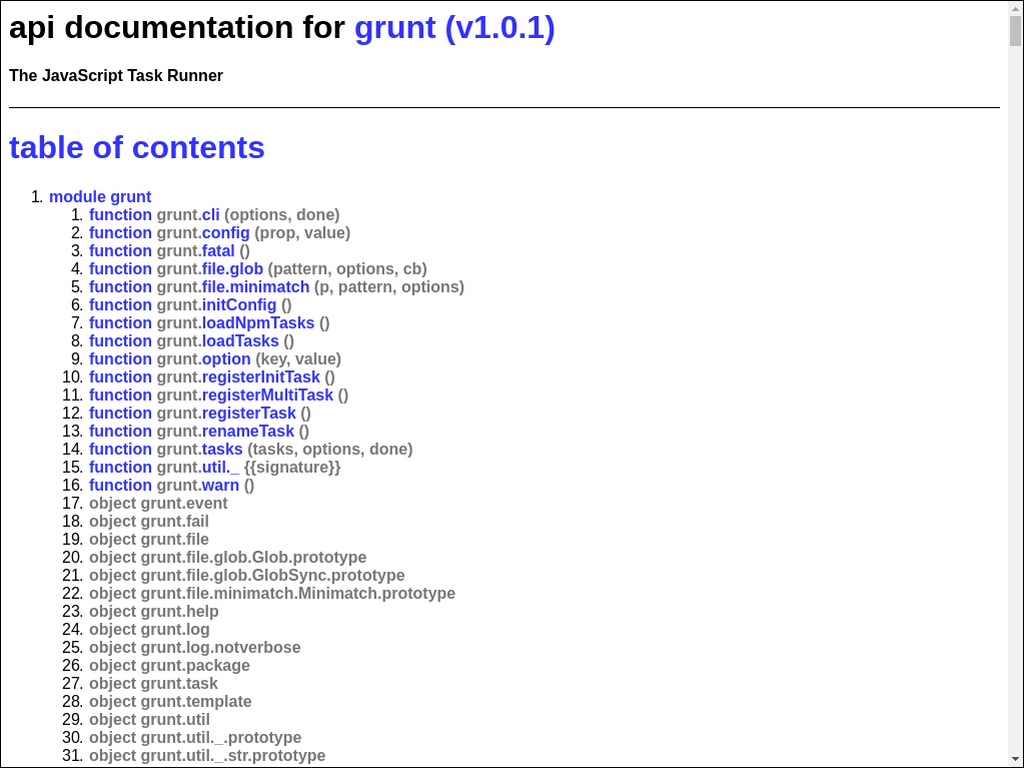 api documentation for grunt (v1.0.1)
The JavaScript Task Runner
table of contents
1. module grunt
1. function grunt.cli (options, done)
2. function grunt.config (prop, value)
3. function grunt.fatal ()
4. function grunt.file.glob (pattern, options, cb)
5. function grunt.file.minimatch (p, pattern, options)
6. function grunt.initConfig ()
7. function grunt.loadNpmTasks ()
8. function grunt.loadTasks ()
9. function grunt.option (key, value)
10. function grunt.registerInitTask ()
11. function grunt.registerMultiTask ()
12. function grunt.registerTask ()
13. function grunt.renameTask ()
14. function grunt.tasks (tasks, options, done)
15. function grunt.util._ {{signature}}
16. function grunt.warn ()
17. object grunt.event
18. object grunt.fail
19. object grunt.file
20. object grunt.file.glob.Glob.prototype
21. object grunt.file.glob.GlobSync.prototype
22. object grunt.file.minimatch.Minimatch.prototype
23. object grunt.help
24. object grunt.log
25. object grunt.log.notverbose
26. object grunt.package
27. object grunt.task
28. object grunt.template
29. object grunt.util
30. object grunt.util._.prototype
31. object grunt.util._.str.prototype